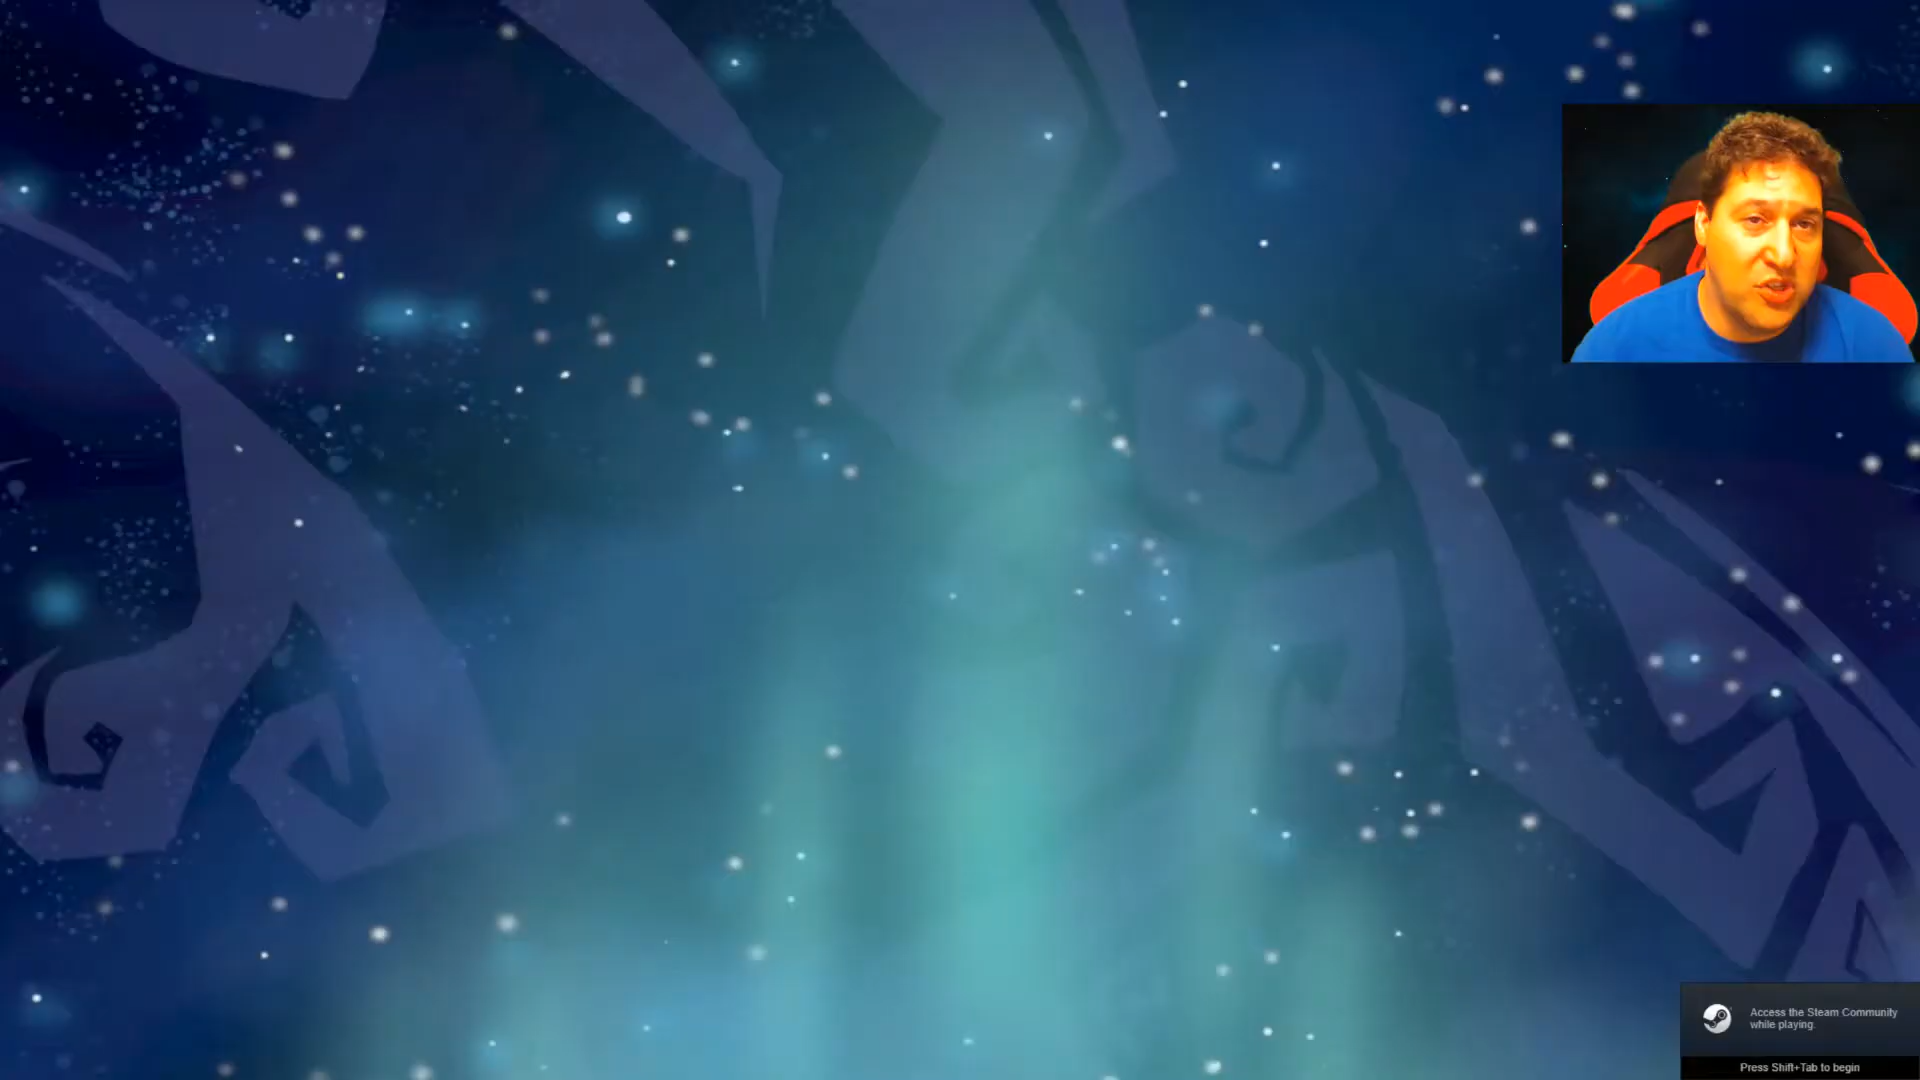 Access the Steam Community
while playing.
Press Shift+Tab to begin